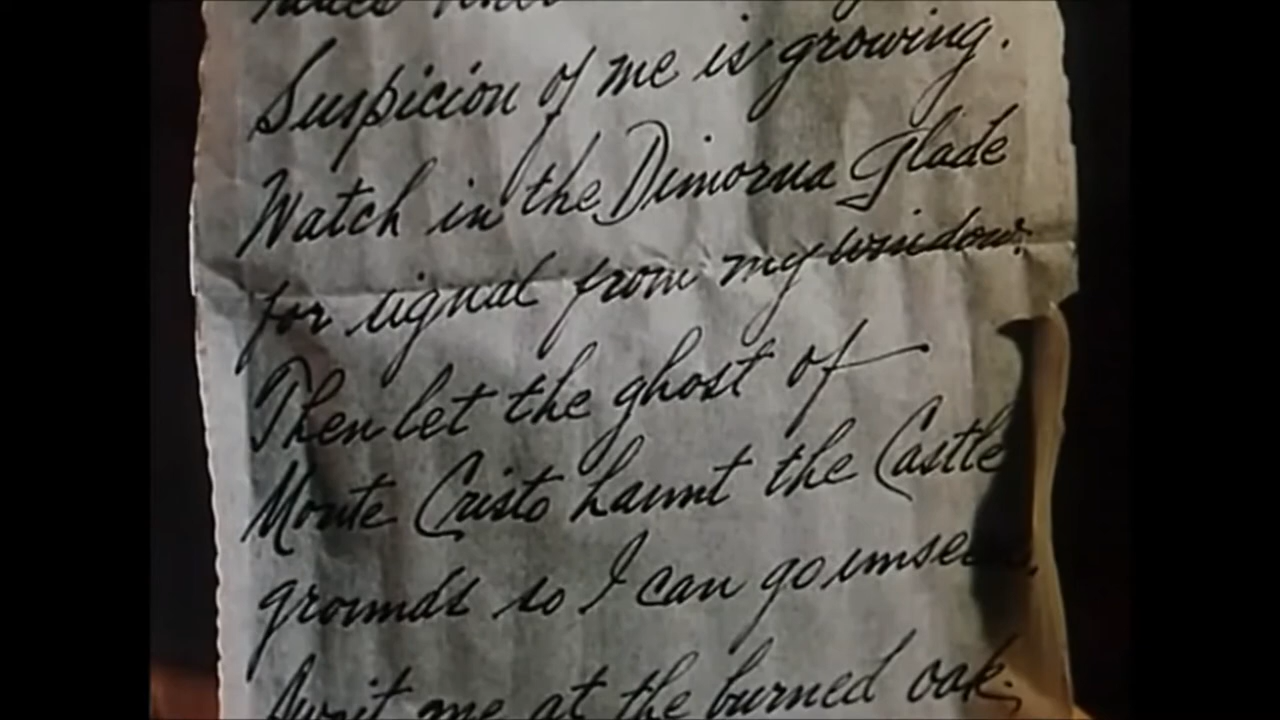 Suspicion of me is growing.
Watch in the Dimorna Glade
for signal from my window.
Then let the ghost of
Monte Cristo haunt the Castle
grounds so I can go unseen.
Await me at the burned oak.